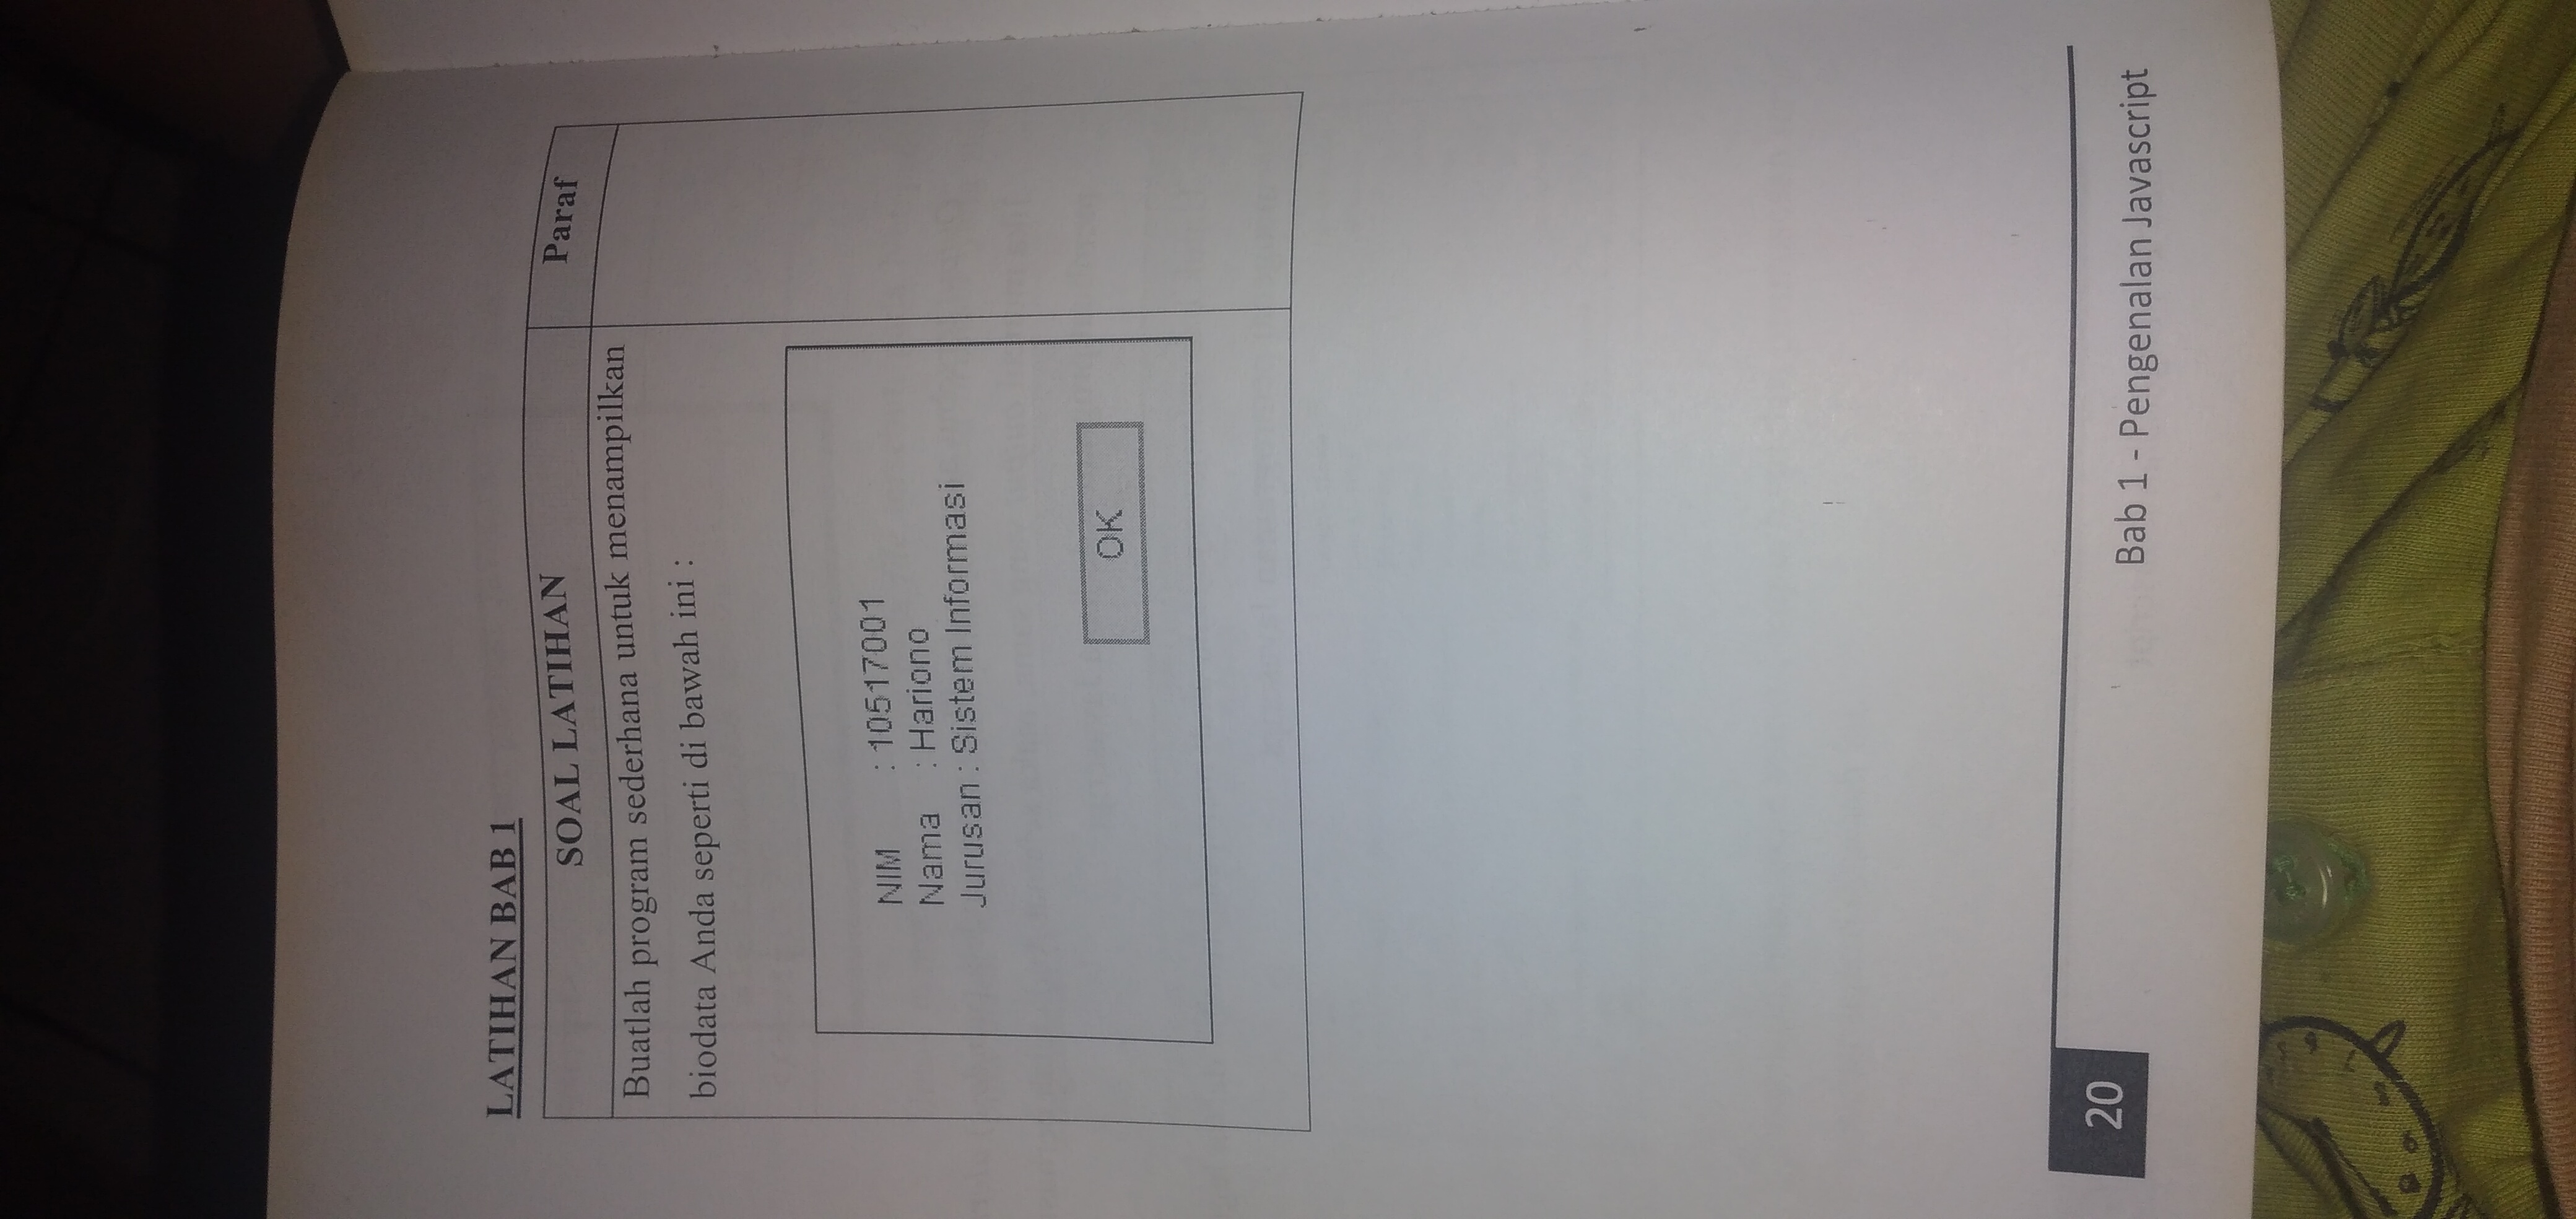 LATIHAN BAB 1
SOAL LATIHAN Paraf
Buatlah program sederhana untuk menampilkan
biodata Anda seperti di bawah ini :
NIM : 10517001
Nama : Hariono
Jurusan : Sistem Informasi
OK
20
Bab 1 - Pengenalan Javascript